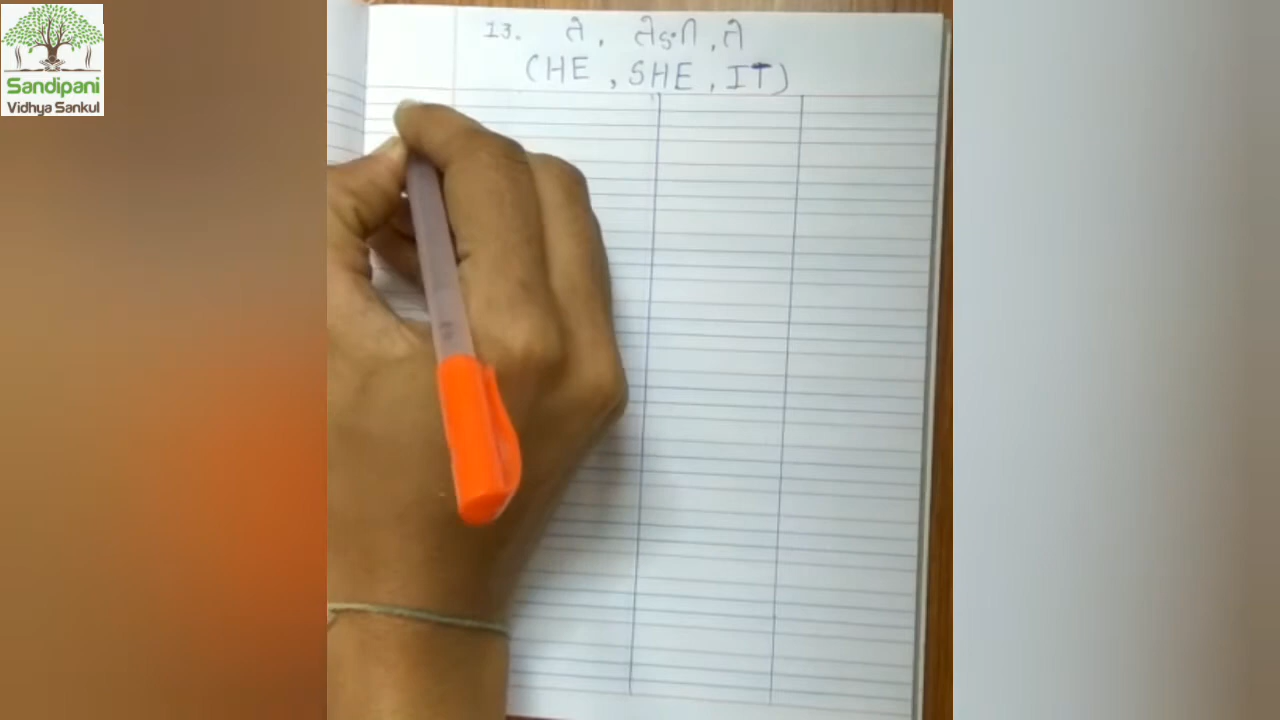 Sandipani
Vidhya Sankul
13. તે, તેણી, તે
(HE, SHE, IT)